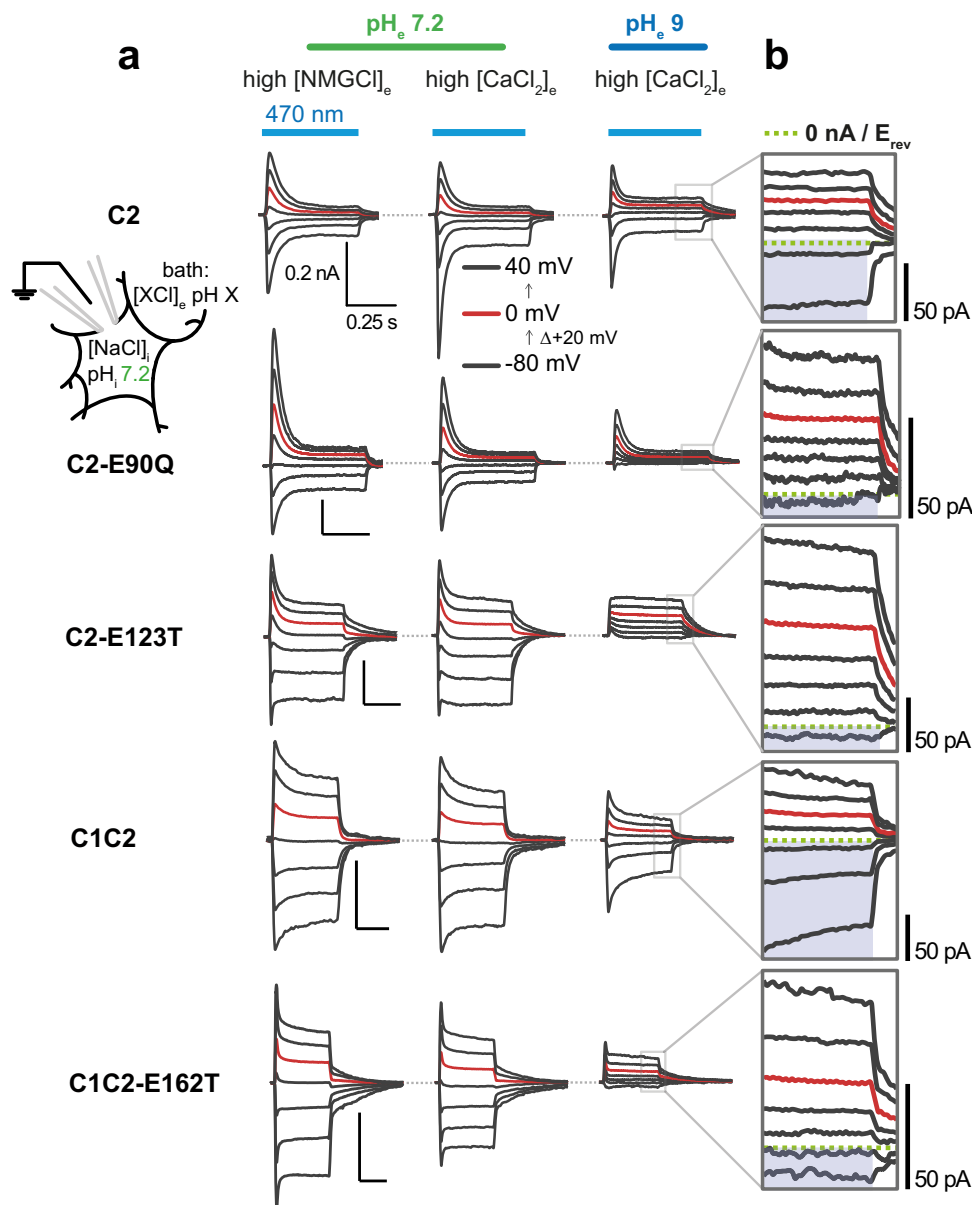 a
pHe 7.2
pHe 9
b
high [NMGCl]e
high [CaCl2]e
high [CaCl2]e
470 nm
0 nA / Erev
C2
0.2 nA
0.25 s
40 mV
↑
0 mV
↑ Δ+20 mV
-80 mV
50 pA
bath:
[XCl]e pH X
[NaCl]i
pHi 7.2
C2-E90Q
50 pA
C2-E123T
50 pA
C1C2
50 pA
C1C2-E162T
50 pA